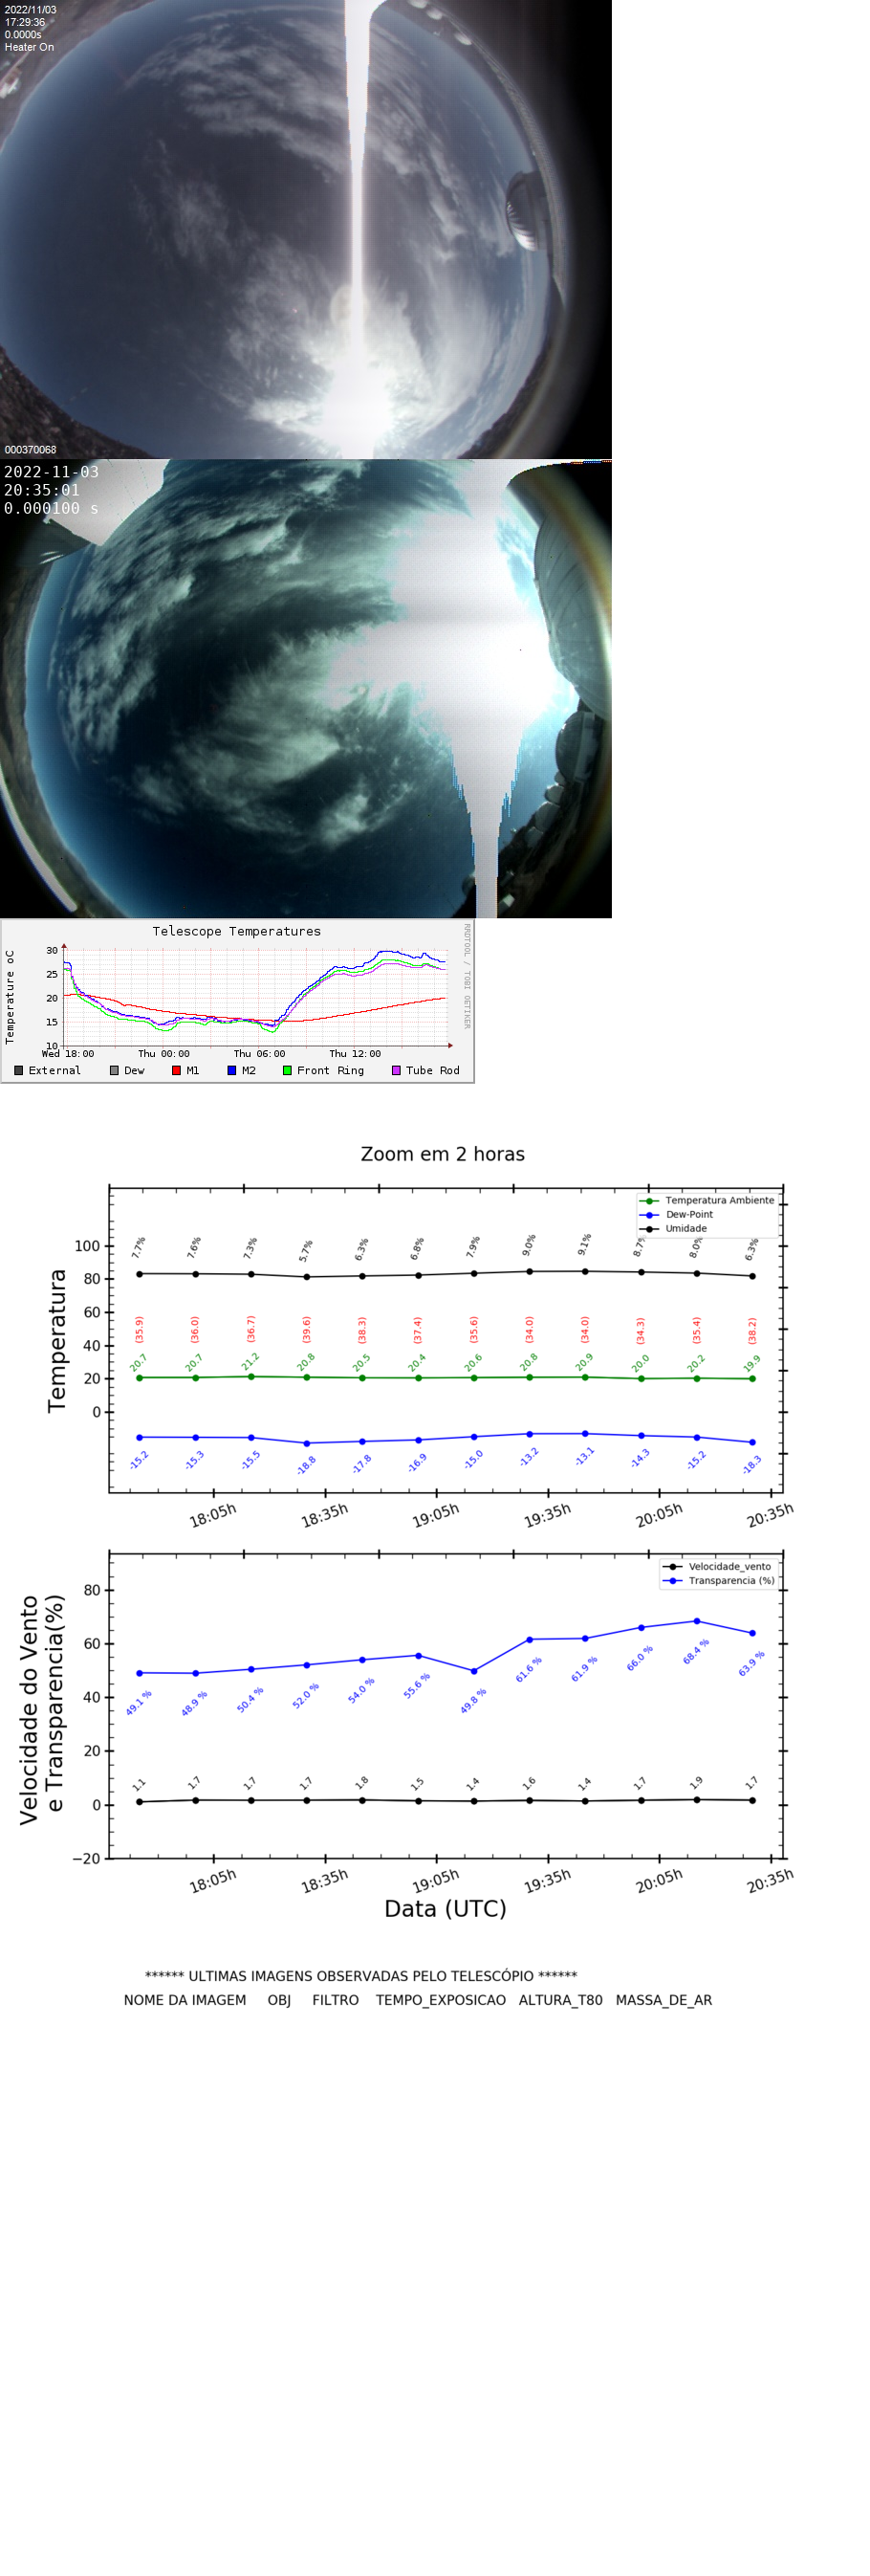 2022/11/03
17:29:36
0.0000s
Heater On
000370068
2022-11-03
20:35:01
0.000100 s
Telescope Temperatures
RRDTOOL / TOBI OETIKER
Temperature oC
30
25
20
15
10
Wed 18:00 Thu 00:00 Thu 06:00 Thu 12:00
External Dew M1 M2 Front Ring Tube Rod
Zoom em 2 horas
Temperatura Ambiente
Dew-Point
Umidade
Temperatura
100
80
60
40
20
0
7.7% 7.6% 7.3% 5.7% 6.3% 6.8% 7.9% 9.0% 9.1% 8.7% 8.0% 6.3%
(35.9) (36.0) (36.7) (39.6) (38.3) (37.4) (35.6) (34.0) (34.0) (34.3) (35.4) (38.2)
20.7 20.7 21.2 20.8 20.5 20.4 20.6 20.8 20.9 20.0 20.2 19.9
-15.2 -15.3 -15.5 -18.8 -17.8 -16.9 -15.0 -13.2 -13.1 -14.3 -15.2 -18.3
18:05h 18:35h 19:05h 19:35h 20:05h 20:35h
Velocidade_vento
Transparencia (%)
Velocidade do Vento
e Transparencia(%)
80
60
40
20
0
−20
49.1 % 48.9 % 50.4 % 52.0 % 54.0 % 55.6 % 49.8 % 61.6 % 61.9 % 66.0 % 68.4 % 63.9 %
1.1 1.7 1.7 1.7 1.8 1.5 1.4 1.6 1.4 1.7 1.9 1.7
18:05h 18:35h 19:05h 19:35h 20:05h 20:35h
Data (UTC)
****** ULTIMAS IMAGENS OBSERVADAS PELO TELESCÓPIO ******
NOME DA IMAGEM OBJ FILTRO TEMPO_EXPOSICAO ALTURA_T80 MASSA_DE_AR